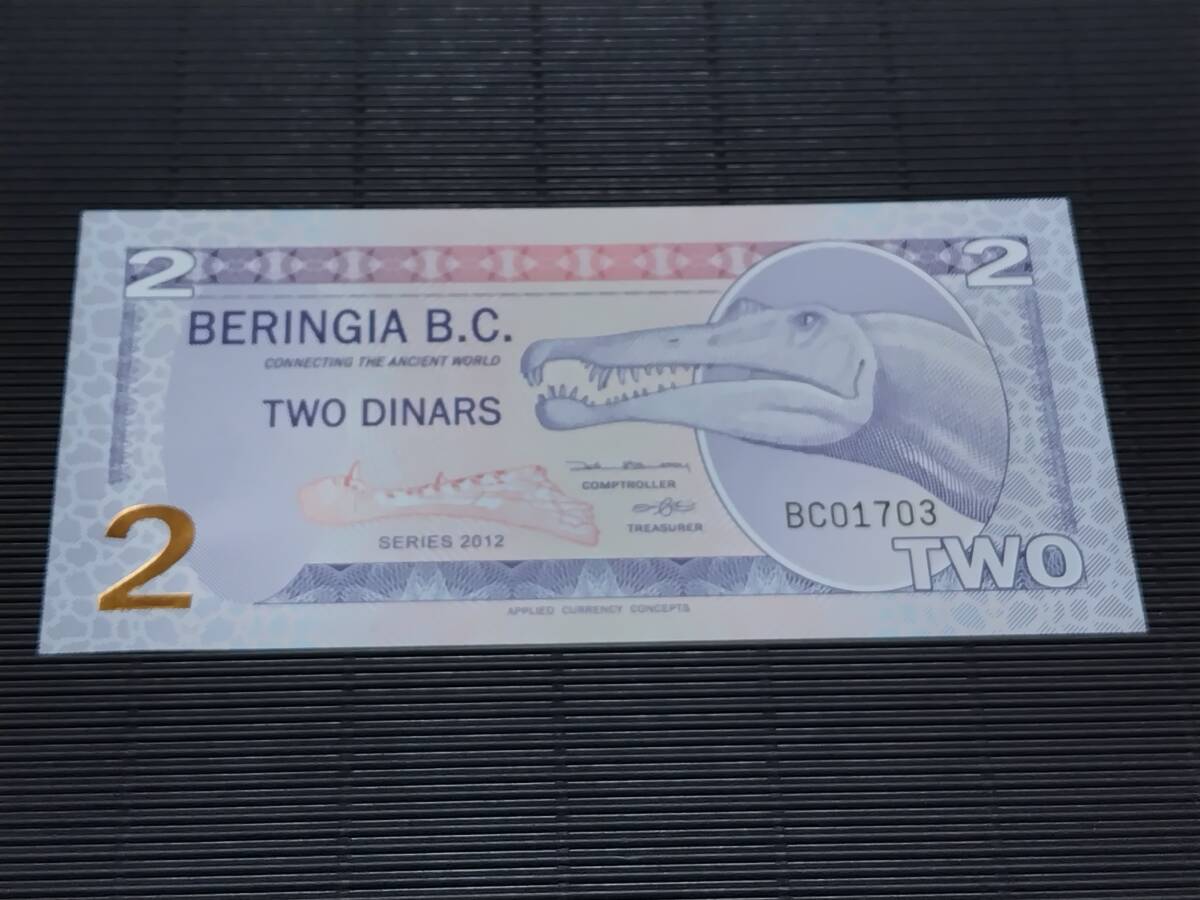 2
2
BERINGIA B.C.
CONNECTING THE ANCIENT WORLD
TWO DINARS
COMPTROLLER
BC01703
TREASURER
SERIES 2012
2
TWO
APPLIED CURRENCY CONCEPTS